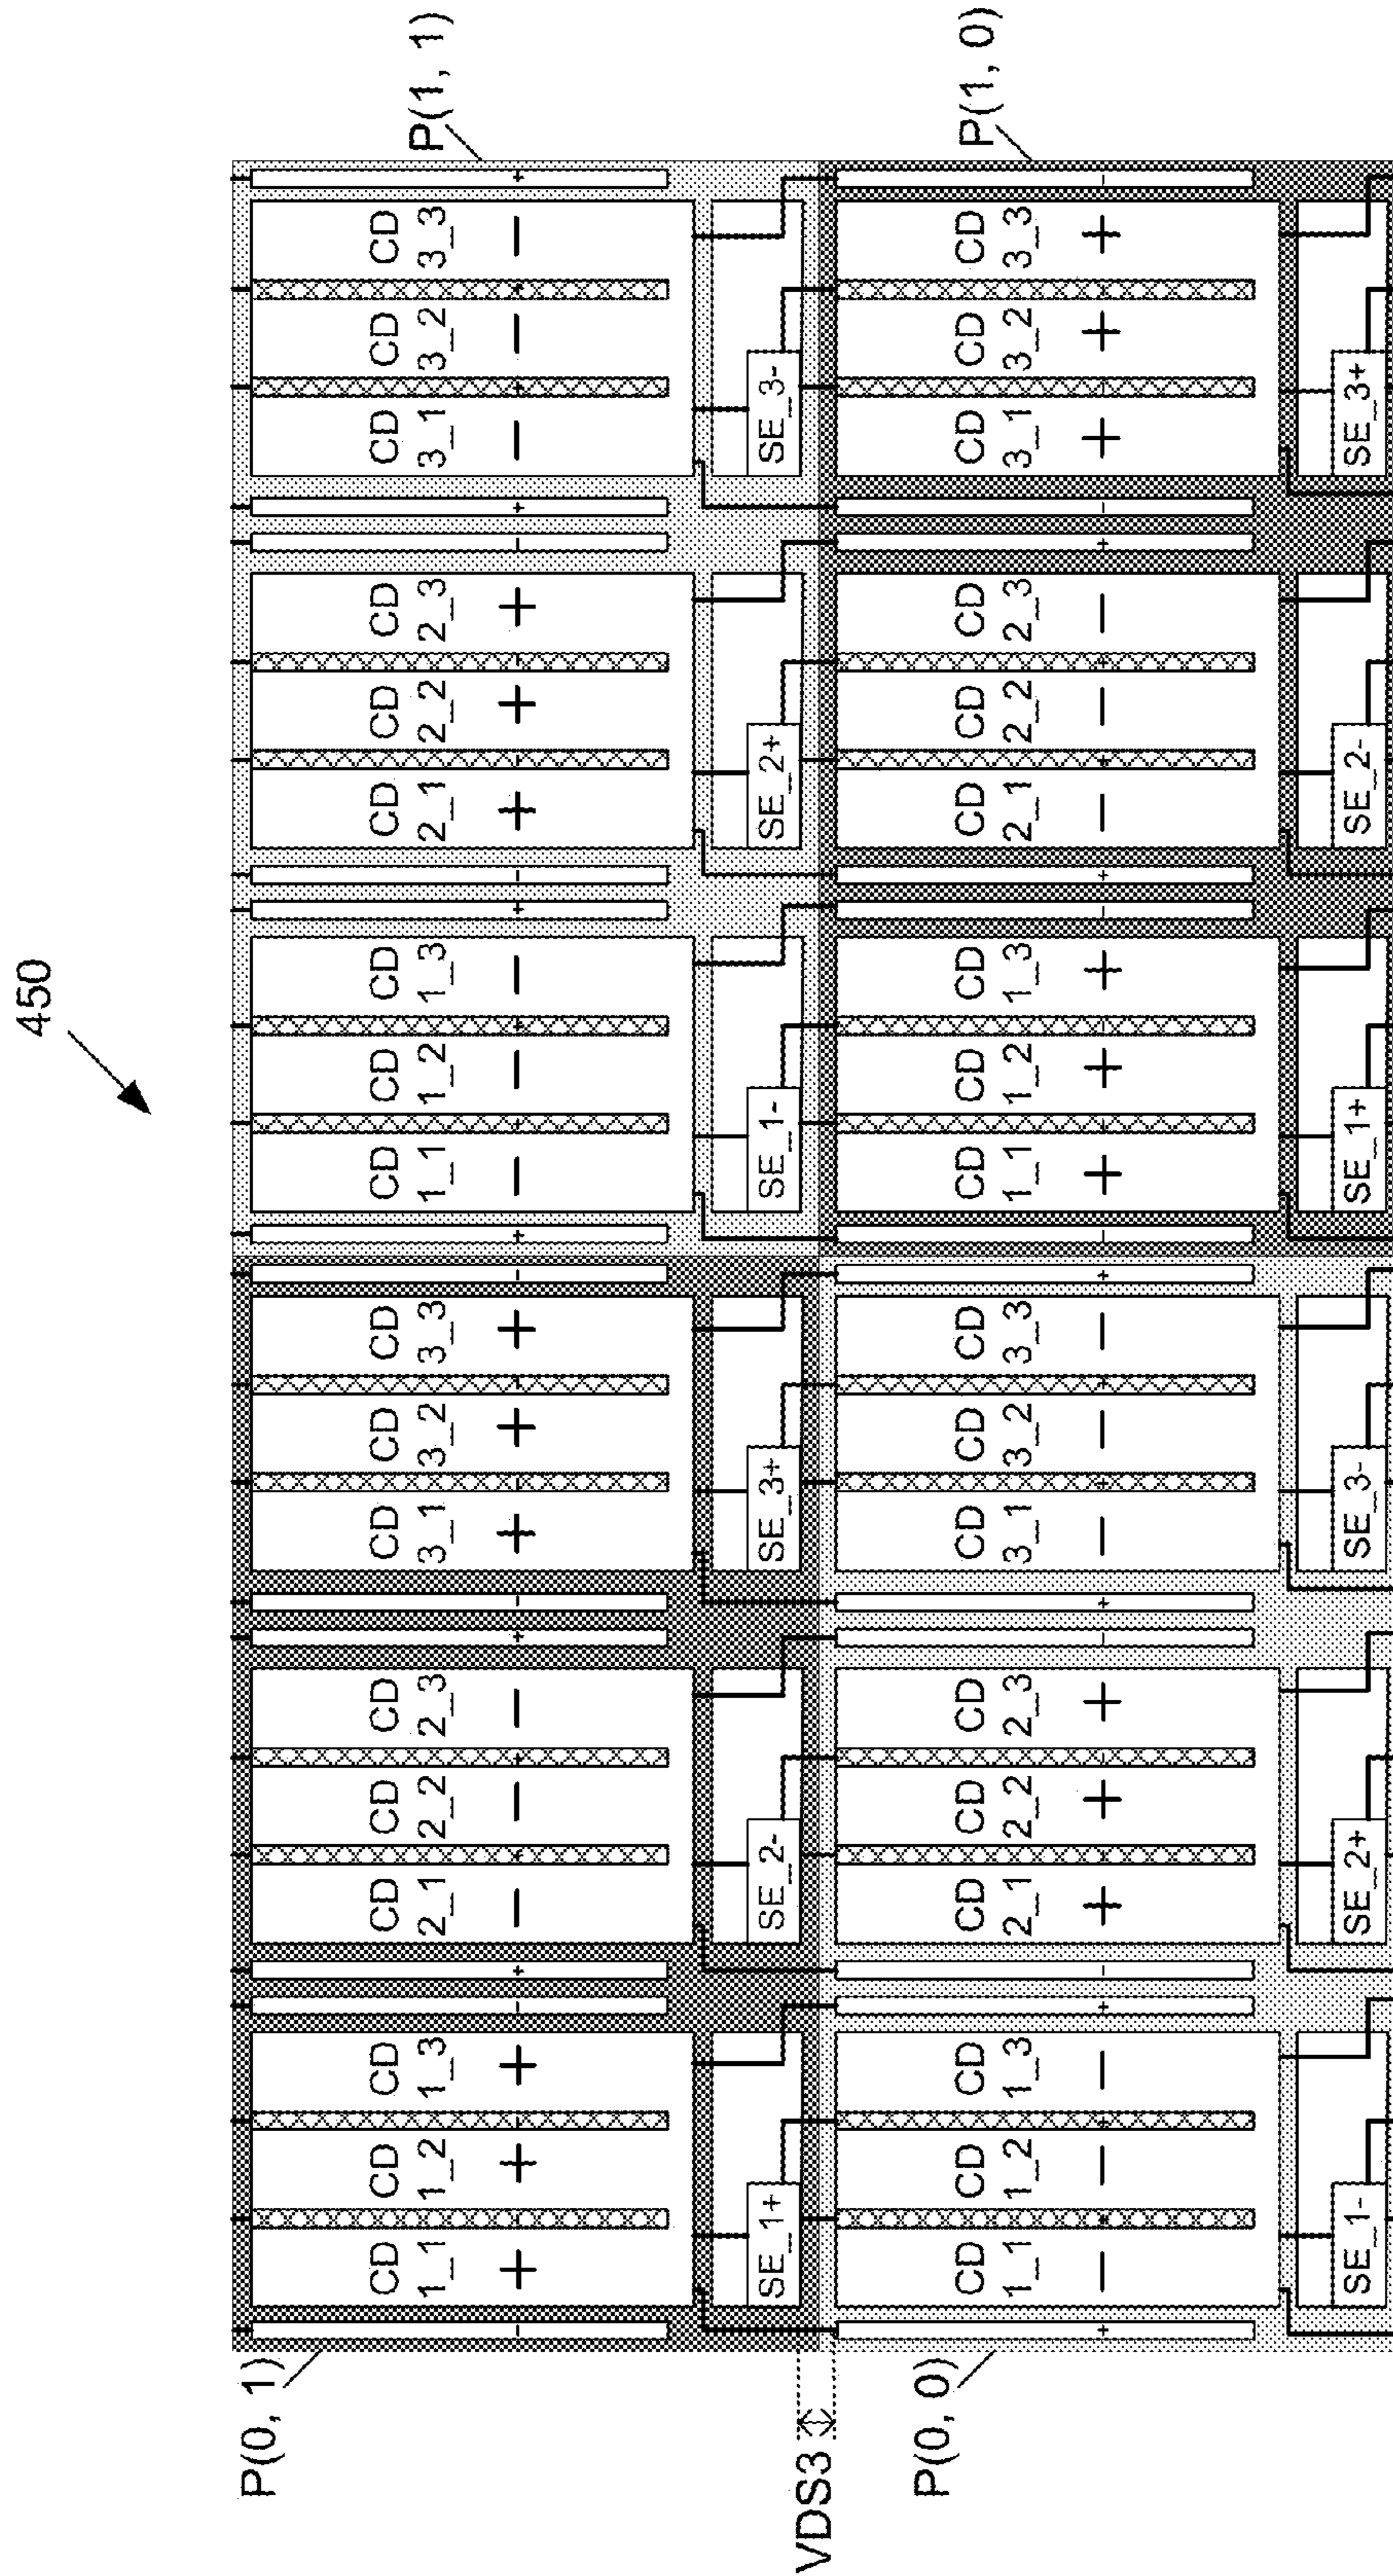 450
P(0, 1)
CD CD CD CD CD CD CD CD CD CD CD CD CD CD CD CD CD CD
P(1, 1)
1_1 1_2 1_3 2_1 2_2 2_3 3_1 3_2 3_3 1_1 1_2 1_3 2_1 2_2 2_3 3_1 3_2 3_3
+ + + − − − + + + − − − + + + − − −
SE_1+ SE_2- SE_3+ SE_1- SE_2+ SE_3-
VDS3
P(0, 0)
P(1, 0)
CD CD CD CD CD CD CD CD CD CD CD CD CD CD CD CD CD CD
1_1 1_2 1_3 2_1 2_2 2_3 3_1 3_2 3_3 1_1 1_2 1_3 2_1 2_2 2_3 3_1 3_2 3_3
− − − + + + − − − + + + − − − + + +
SE_1- SE_2+ SE_3- SE_1+ SE_2- SE_3+